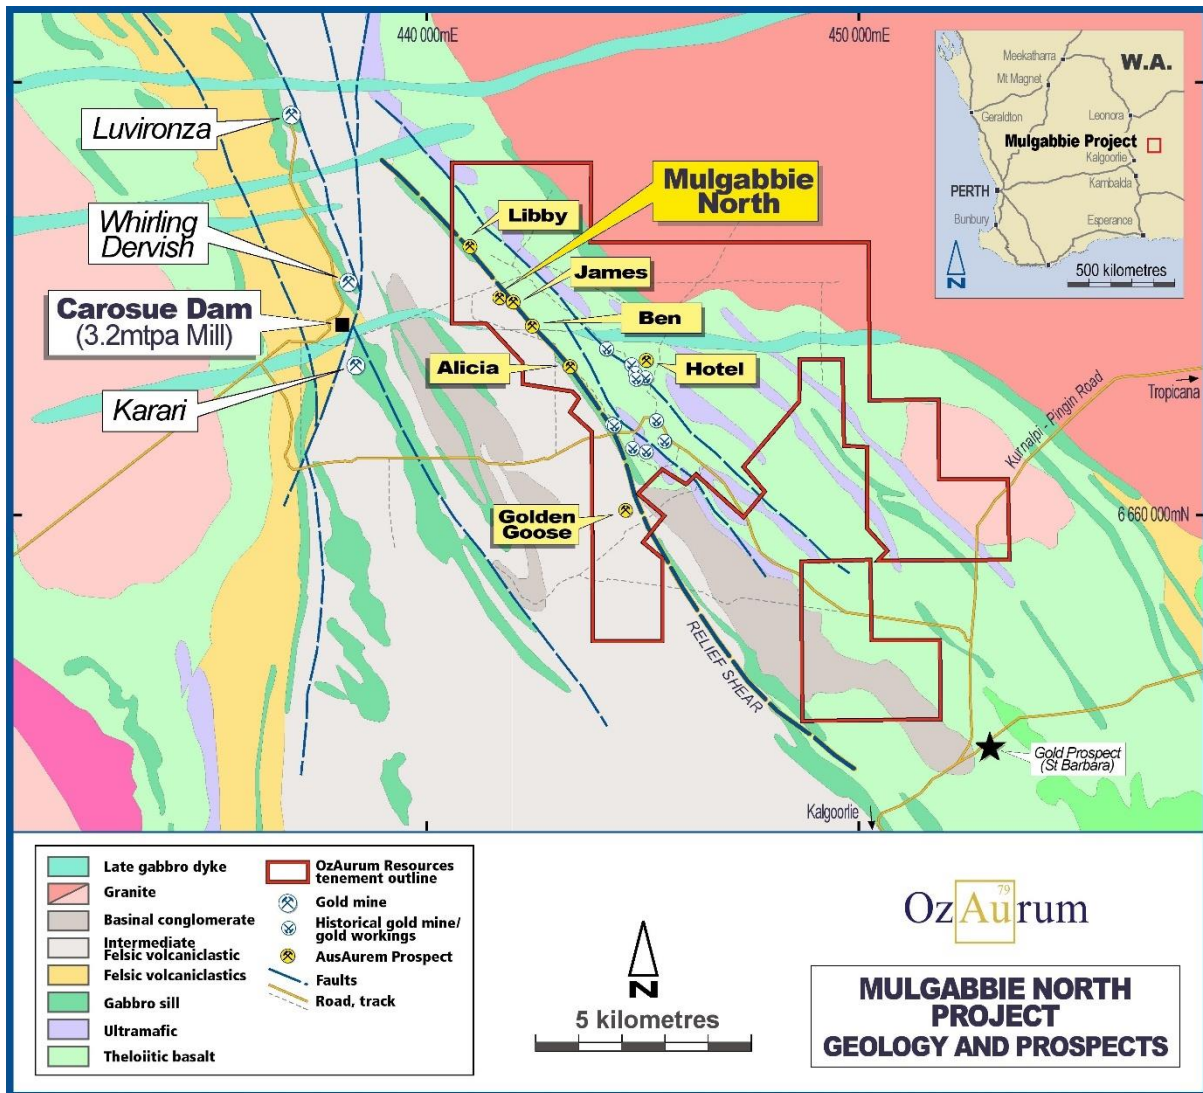 440 000mE
450 000mE
W.A.
Meekatharra
Mt Magnet
Geraldton
Leonora
Mulgabbie Project
Kalgoorlie
PERTH
Kambalda
Bunbury
Esperance
N
500 kilometres
Luvironza
Whirling
Dervish
Carosue Dam
(3.2mtpa Mill)
Karari
Mulgabbie
North
Libby
James
Ben
Alicia
Hotel
Golden
Goose
Kurnalpi - Pingin Road
Tropicana
6 660 000mN
RELIEF SHEAR
Gold Prospect
(St Barbara)
Kalgoorlie
Late gabbro dyke
Granite
Basinal conglomerate
Intermediate
Felsic volcaniclastic
Felsic volcaniclastics
Gabbro sill
Ultramafic
Theloiitic basalt
OzAurum Resources
tenement outline
Gold mine
Historical gold mine/
gold workings
AusAurem Prospect
Faults
Road, track
N
5 kilometres
79
OzAurum
MULGABBIE NORTH
PROJECT
GEOLOGY AND PROSPECTS